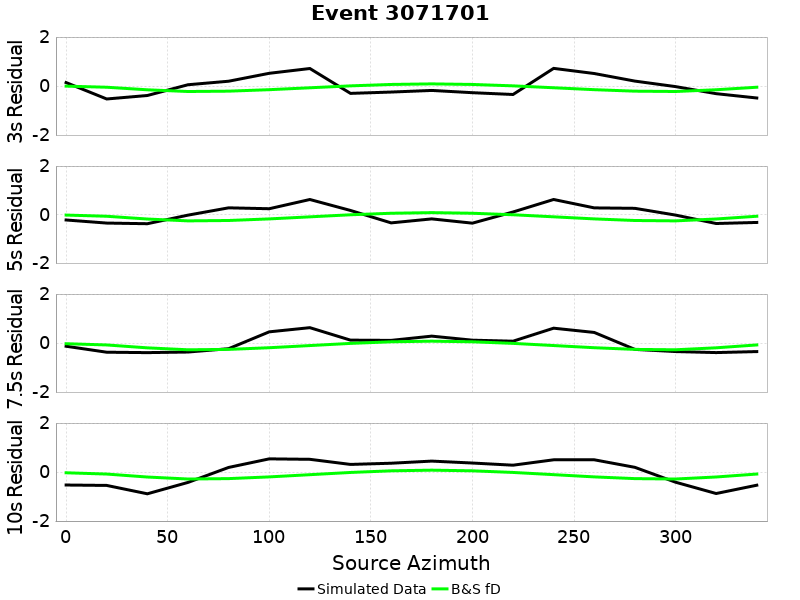 Event 3071701
3s Residual
2
0
-2
5s Residual
2
0
-2
7.5s Residual
2
0
-2
10s Residual
2
0
-2
0 50 100 150 200 250 300
Source Azimuth
Simulated Data B&S fD